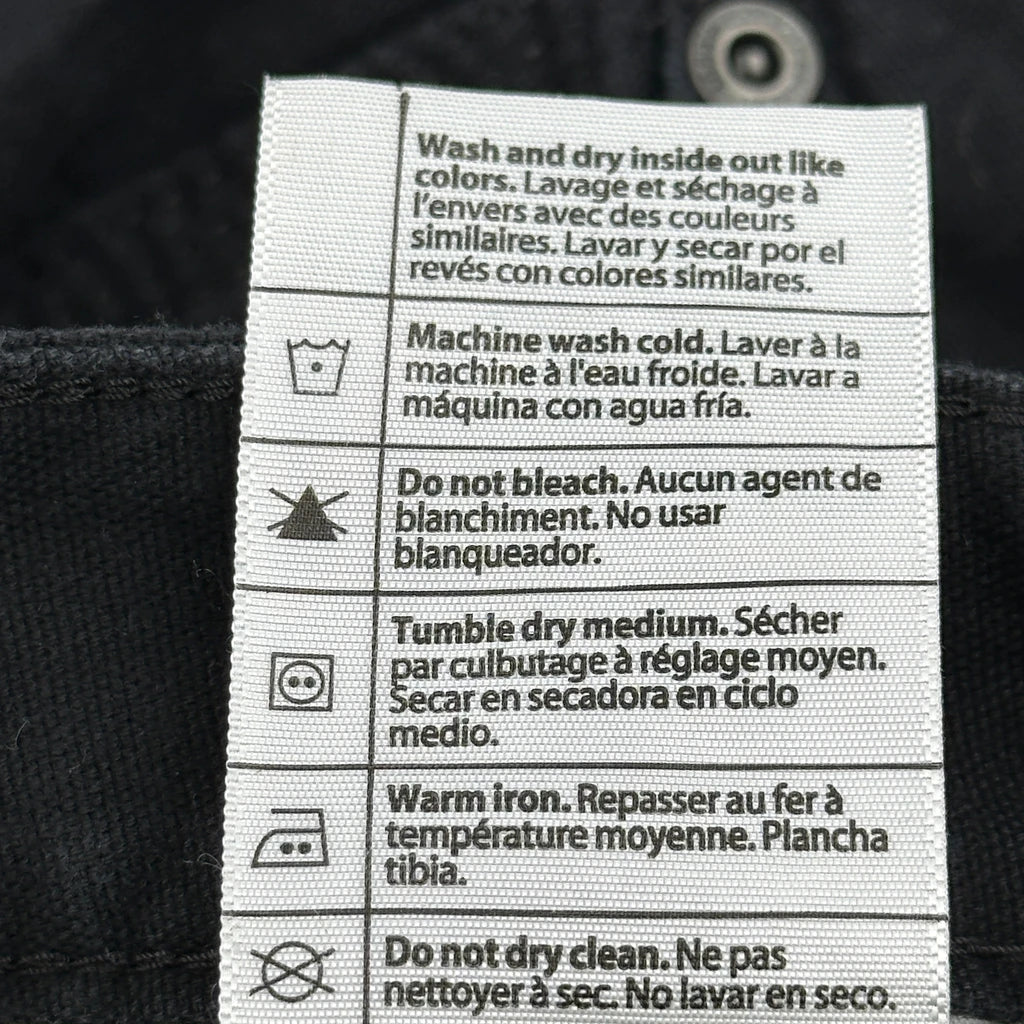 Wash and dry inside out like
colors. Lavage et séchage à
l'envers avec des couleurs
similaires. Lavar y secar por el
revés con colores similares.
Machine wash cold. Laver à la
machine à l'eau froide. Lavar a
máquina con agua fría.
Do not bleach. Aucun agent de
blanchiment. No usar
blanqueador.
Tumble dry medium. Sécher
par culbutage à réglage moyen.
Secar en secadora en ciclo
medio.
Warm iron. Repasser au fer à
température moyenne. Plancha
tibia.
Do not dry clean. Ne pas
nettoyer à sec. No lavar en seco.